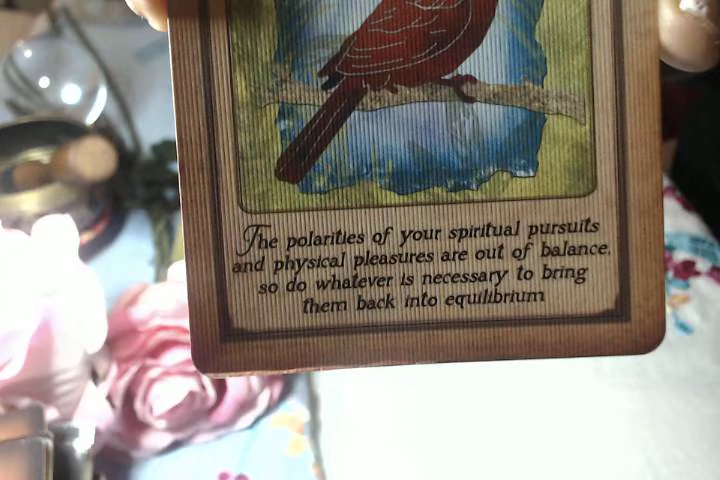 The polarities of your spiritual pursuits
and physical pleasures are out of balance.
so do whatever is necessary to bring
them back into equilibrium